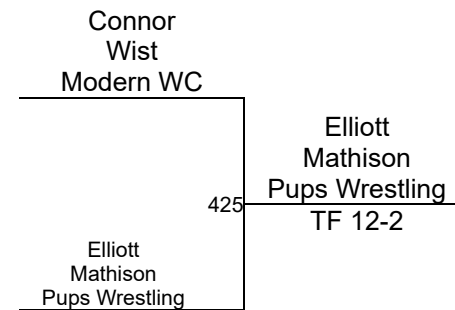 Connor
Wist
Modern WC
Elliott
Mathison
Pups Wrestling
425
TF 12-2
Elliott
Mathison
Pups Wrestling